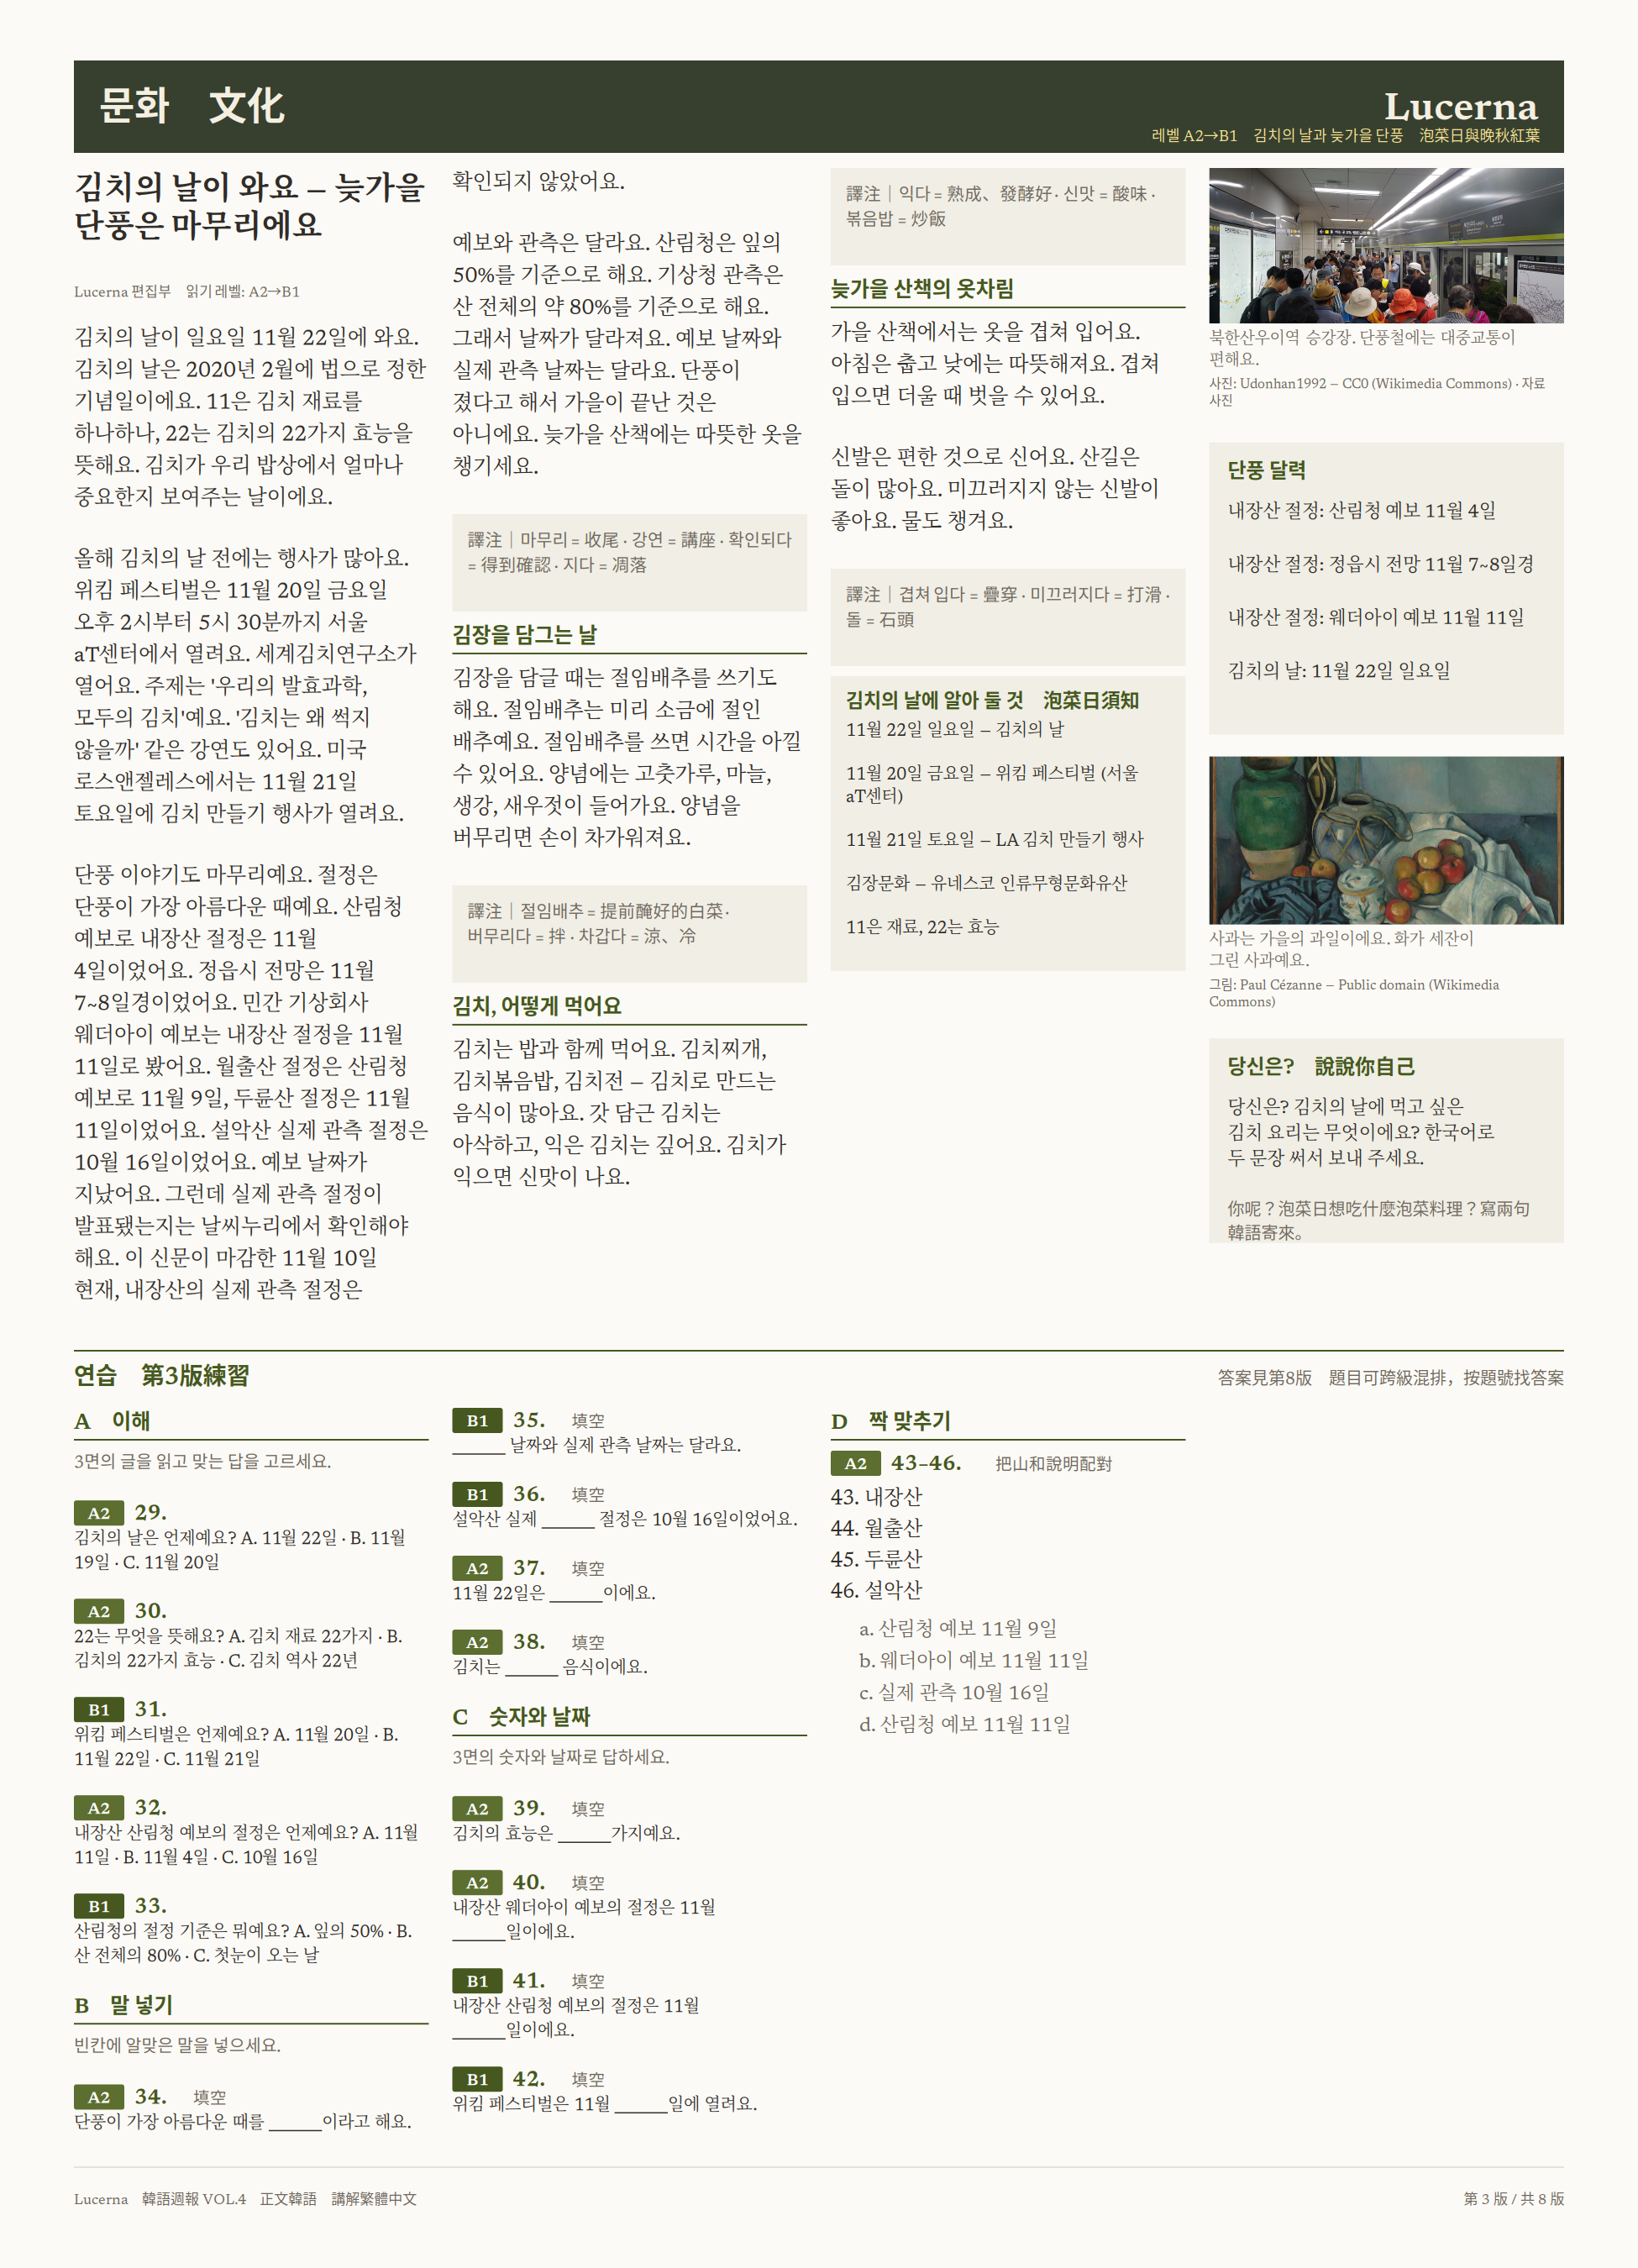 문화 文化
Lucerna
레벨 A2→B1 김치의 날과 늦가을 단풍 泡菜日與晚秋紅葉
김치의 날이 와요 – 늦가을
단풍은 마무리에요
Lucerna 편집부 읽기 레벨: A2→B1
김치의 날이 일요일 11월 22일에 와요.
김치의 날은 2020년 2월에 법으로 정한
기념일이에요. 11은 김치 재료를
하나하나, 22는 김치의 22가지 효능을
뜻해요. 김치가 우리 밥상에서 얼마나
중요한지 보여주는 날이에요.
올해 김치의 날 전에는 행사가 많아요.
위킴 페스티벌은 11월 20일 금요일
오후 2시부터 5시 30분까지 서울
aT센터에서 열려요. 세계김치연구소가
열어요. 주제는 '우리의 발효과학,
모두의 김치'예요. '김치는 왜 썩지
않을까' 같은 강연도 있어요. 미국
로스앤젤레스에서는 11월 21일
토요일에 김치 만들기 행사가 열려요.
단풍 이야기도 마무리예요. 절정은
단풍이 가장 아름다운 때예요. 산림청
예보로 내장산 절정은 11월
4일이었어요. 정읍시 전망은 11월
7~8일경이었어요. 민간 기상회사
웨더아이 예보는 내장산 절정을 11월
11일로 봤어요. 월출산 절정은 산림청
예보로 11월 9일, 두륜산 절정은 11월
11일이었어요. 설악산 실제 관측 절정은
10월 16일이었어요. 예보 날짜가
지났어요. 그런데 실제 관측 절정이
발표됐는지는 날씨누리에서 확인해야
해요. 이 신문이 마감한 11월 10일
현재, 내장산의 실제 관측 절정은
확인되지 않았어요.
예보와 관측은 달라요. 산림청은 잎의
50%를 기준으로 해요. 기상청 관측은
산 전체의 약 80%를 기준으로 해요.
그래서 날짜가 달라져요. 예보 날짜와
실제 관측 날짜는 달라요. 단풍이
졌다고 해서 가을이 끝난 것은
아니에요. 늦가을 산책에는 따뜻한 옷을
챙기세요.
譯注｜마무리 = 收尾 · 강연 = 講座 · 확인되다
= 得到確認 · 지다 = 凋落
김장을 담그는 날
김장을 담글 때는 절임배추를 쓰기도
해요. 절임배추는 미리 소금에 절인
배추예요. 절임배추를 쓰면 시간을 아낄
수 있어요. 양념에는 고춧가루, 마늘,
생강, 새우젓이 들어가요. 양념을
버무리면 손이 차가워져요.
譯注｜절임배추 = 提前醃好的白菜 ·
버무리다 = 拌 · 차갑다 = 涼、冷
김치, 어떻게 먹어요
김치는 밥과 함께 먹어요. 김치찌개,
김치볶음밥, 김치전 – 김치로 만드는
음식이 많아요. 갓 담근 김치는
아삭하고, 익은 김치는 깊어요. 김치가
익으면 신맛이 나요.
譯注｜익다 = 熟成、發酵好 · 신맛 = 酸味 ·
볶음밥 = 炒飯
늦가을 산책의 옷차림
가을 산책에서는 옷을 겹쳐 입어요.
아침은 춥고 낮에는 따뜻해져요. 겹쳐
입으면 더울 때 벗을 수 있어요.
신발은 편한 것으로 신어요. 산길은
돌이 많아요. 미끄러지지 않는 신발이
좋아요. 물도 챙겨요.
譯注｜겹쳐 입다 = 疊穿 · 미끄러지다 = 打滑 ·
돌 = 石頭
김치의 날에 알아 둘 것 泡菜日須知
11월 22일 일요일 – 김치의 날
11월 20일 금요일 – 위킴 페스티벌 (서울
aT센터)
11월 21일 토요일 – LA 김치 만들기 행사
김장문화 – 유네스코 인류무형문화유산
11은 재료, 22는 효능
북한산우이역 승강장. 단풍철에는 대중교통이
편해요.
사진: Udonhan1992 – CC0 (Wikimedia Commons) · 자료
사진
단풍 달력
내장산 절정: 산림청 예보 11월 4일
내장산 절정: 정읍시 전망 11월 7~8일경
내장산 절정: 웨더아이 예보 11월 11일
김치의 날: 11월 22일 일요일
사과는 가을의 과일이에요. 화가 세잔이
그린 사과예요.
그림: Paul Cézanne – Public domain (Wikimedia
Commons)
당신은? 說說你自己
당신은? 김치의 날에 먹고 싶은
김치 요리는 무엇이에요? 한국어로
두 문장 써서 보내 주세요.
你呢？泡菜日想吃什麼泡菜料理？寫兩句
韓語寄來。
연습 第3版練習
答案見第8版 題目可跨級混排，按題號找答案
A 이해
3면의 글을 읽고 맞는 답을 고르세요.
A2 29.
김치의 날은 언제예요? A. 11월 22일 · B. 11월
19일 · C. 11월 20일
A2 30.
22는 무엇을 뜻해요? A. 김치 재료 22가지 · B.
김치의 22가지 효능 · C. 김치 역사 22년
B1 31.
위킴 페스티벌은 언제예요? A. 11월 20일 · B.
11월 22일 · C. 11월 21일
A2 32.
내장산 산림청 예보의 절정은 언제예요? A. 11월
11일 · B. 11월 4일 · C. 10월 16일
B1 33.
산림청의 절정 기준은 뭐예요? A. 잎의 50% · B.
산 전체의 80% · C. 첫눈이 오는 날
B 말 넣기
빈칸에 알맞은 말을 넣으세요.
A2 34. 填空
단풍이 가장 아름다운 때를 ______이라고 해요.
B1 35. 填空
______ 날짜와 실제 관측 날짜는 달라요.
B1 36. 填空
설악산 실제 ______ 절정은 10월 16일이었어요.
A2 37. 填空
11월 22일은 ______이에요.
A2 38. 填空
김치는 ______ 음식이에요.
C 숫자와 날짜
3면의 숫자와 날짜로 답하세요.
A2 39. 填空
김치의 효능은 ______가지예요.
A2 40. 填空
내장산 웨더아이 예보의 절정은 11월
______일이에요.
B1 41. 填空
내장산 산림청 예보의 절정은 11월
______일이에요.
B1 42. 填空
위킴 페스티벌은 11월 ______일에 열려요.
D 짝 맞추기
A2 43–46. 把山和說明配對
43. 내장산
44. 월출산
45. 두륜산
46. 설악산
a. 산림청 예보 11월 9일
b. 웨더아이 예보 11월 11일
c. 실제 관측 10월 16일
d. 산림청 예보 11월 11일
Lucerna 韓語週報 VOL.4 正文韓語 講解繁體中文
第 3 版 / 共 8 版